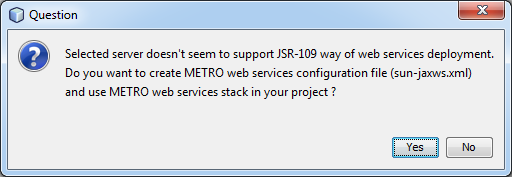 Question
Selected server doesn't seem to support JSR-109 way of web services deployment.
Do you want to create METRO web services configuration file (sun-jaxws.xml)
and use METRO web services stack in your project ?
Yes No